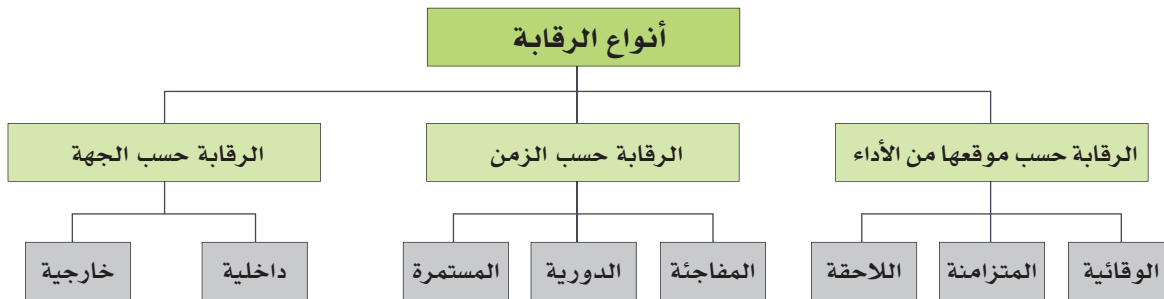 أنواع الرقابة
الرقابة حسب موقعها من الأداء
الرقابة حسب الزمن
الرقابة حسب الجهة
الوقائية
المتزامنة
اللاحقة
المفاجئة
الدورية
المستمرة
داخلية
خارجية